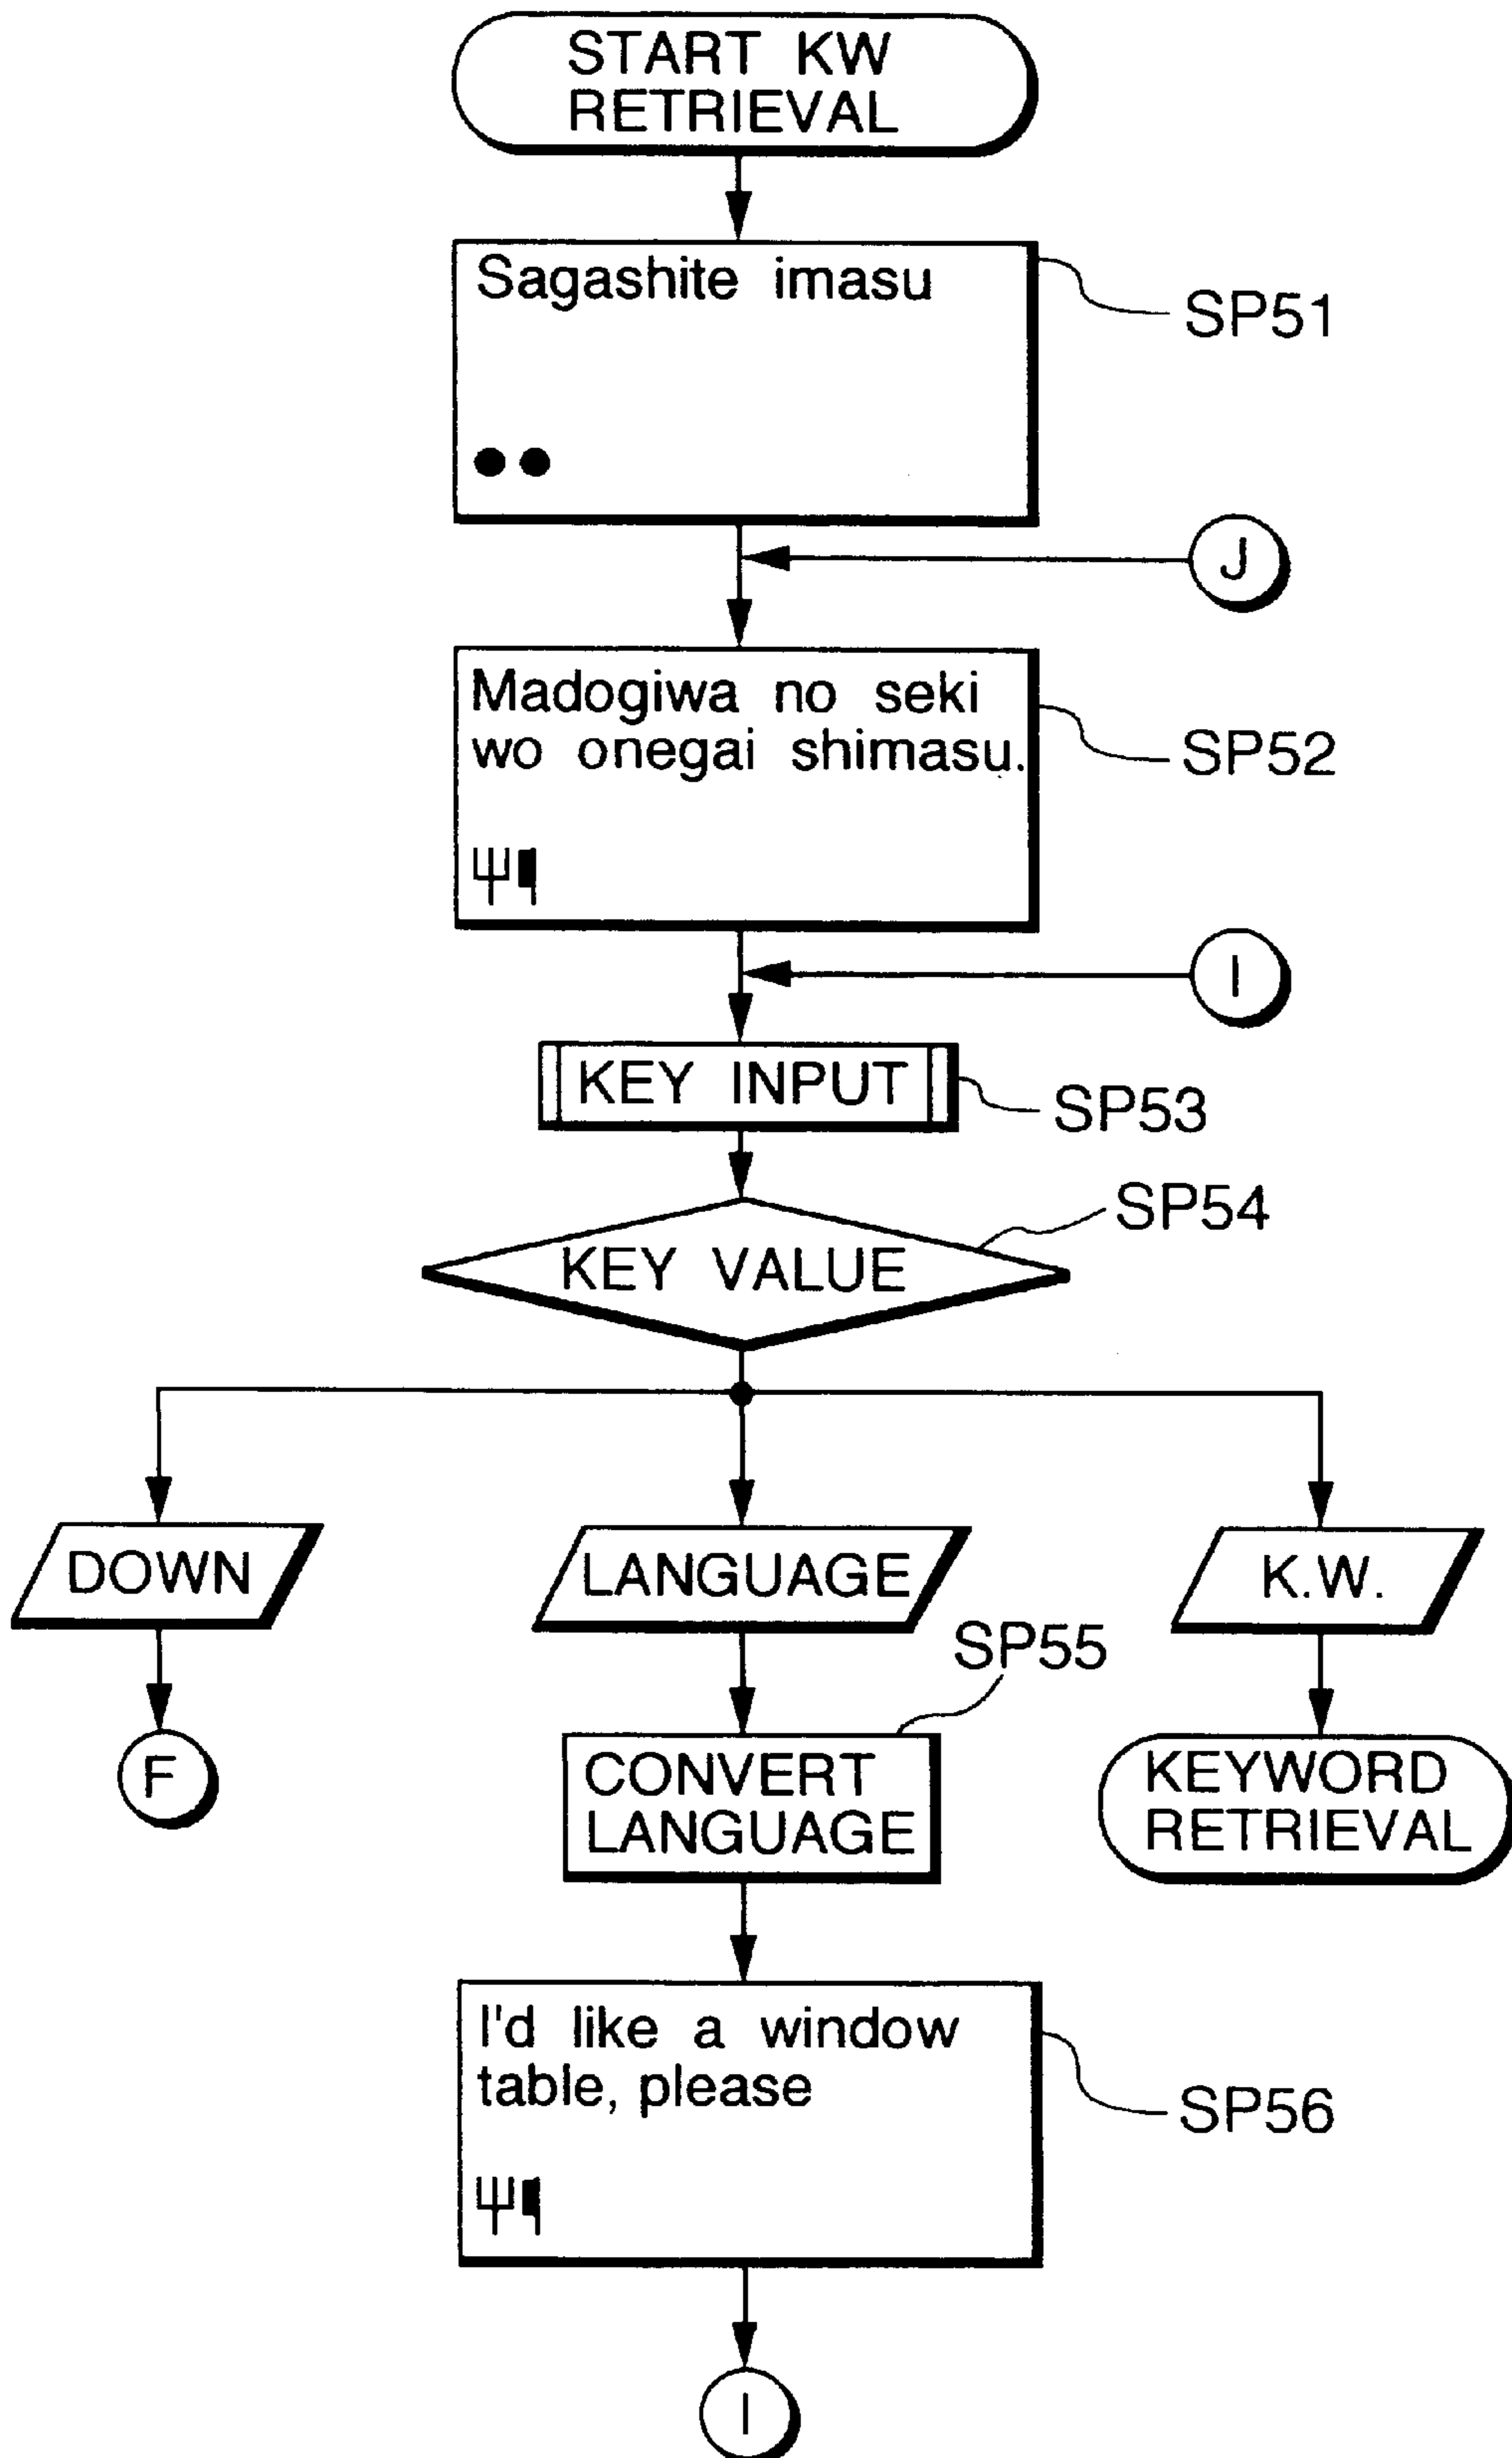 START KW
RETRIEVAL
Sagashite imasu
SP51
J
Madogiwa no seki
wo onegai shimasu.
SP52
I
KEY INPUT
SP53
SP54
KEY VALUE
DOWN
LANGUAGE
K.W.
SP55
F
CONVERT
LANGUAGE
KEYWORD
RETRIEVAL
I'd like a window
table, please
SP56
I